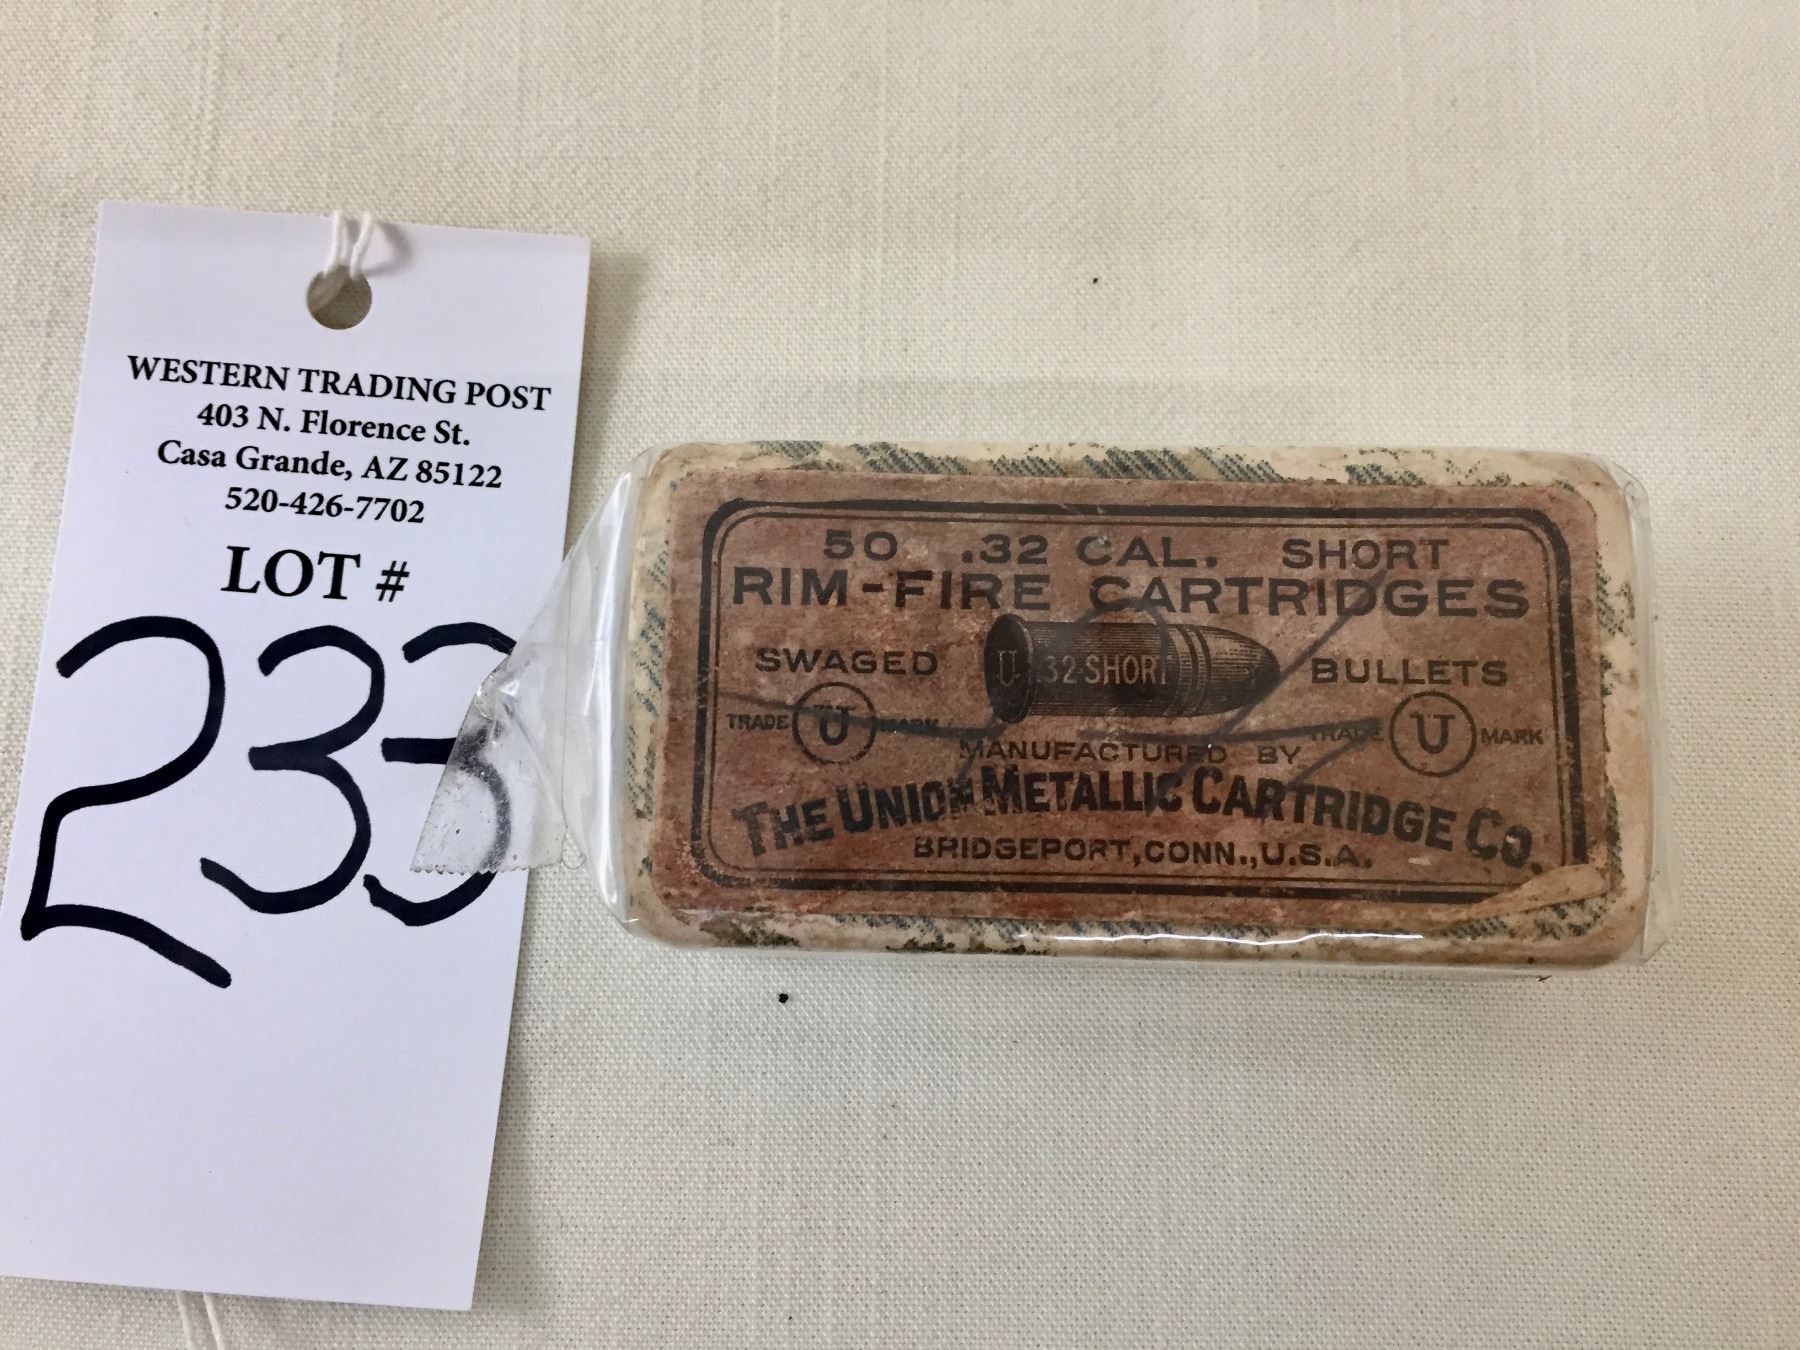 WESTERN TRADING POST
403 N. Florence St.
Casa Grande, AZ 85122
520-426-7702
LOT #
233
50 .32 CAL. SHORT
RIM-FIRE CARTRIDGES
SWAGED U .32-SHORT BULLETS
TRADE U MARK TRADE U MARK
MANUFACTURED BY
THE UNION METALLIC CARTRIDGE CO.
BRIDGEPORT, CONN., U.S.A.